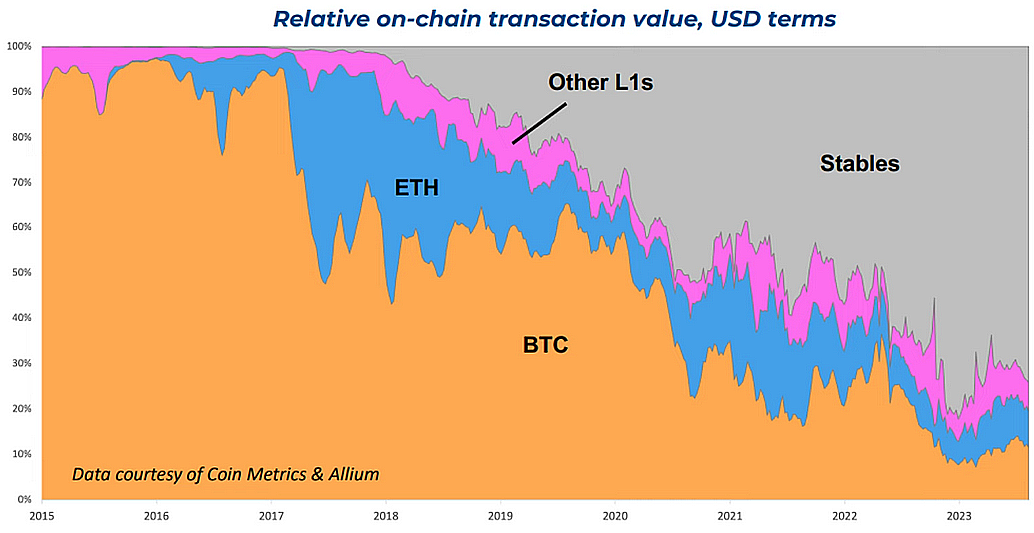 Relative on-chain transaction value, USD terms
100%
90%
80%
70%
60%
50%
40%
30%
20%
10%
0%
Other L1s
Stables
ETH
BTC
Data courtesy of Coin Metrics & Allium
2015 2016 2017 2018 2019 2020 2021 2022 2023